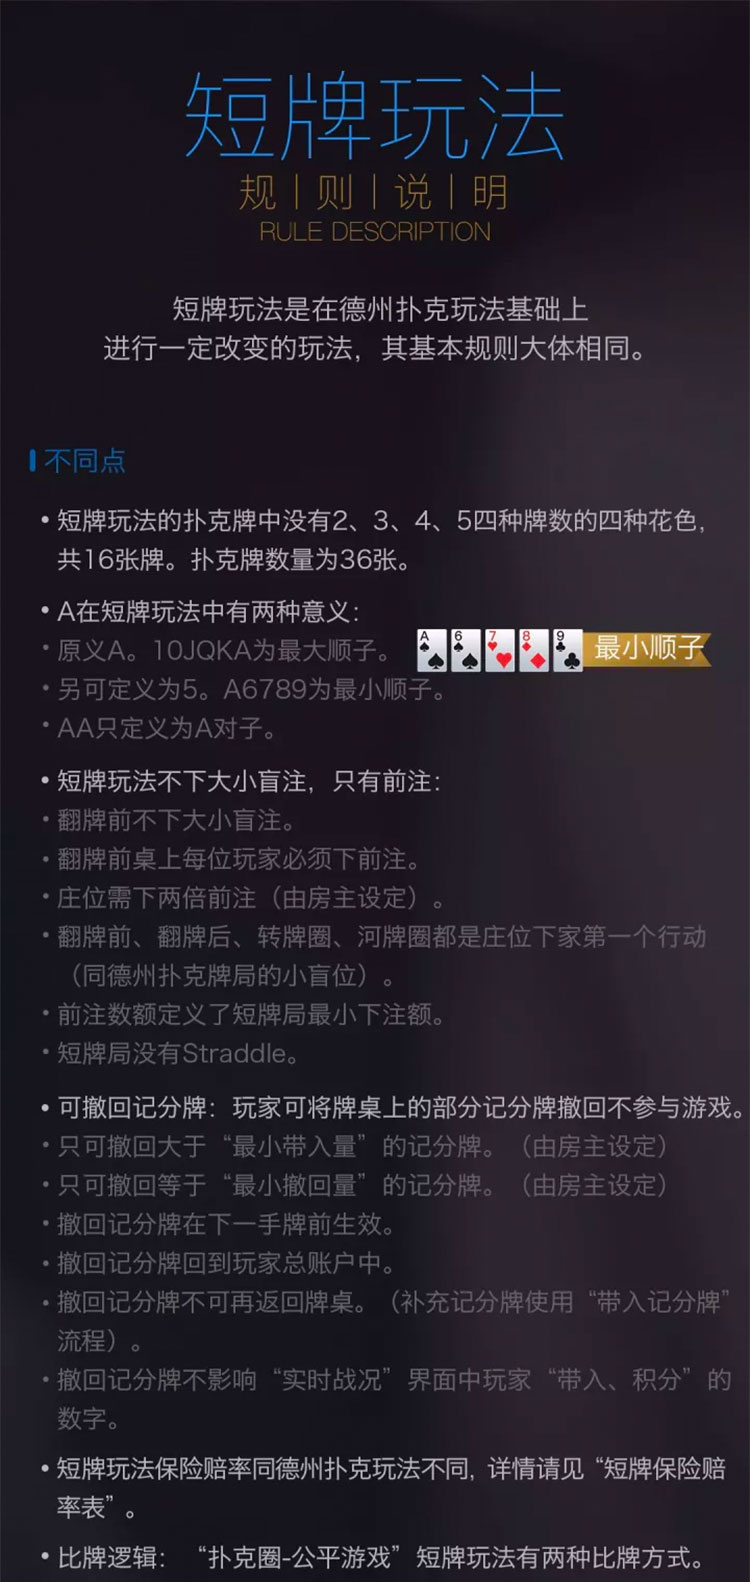 短牌玩法
规|则|说|明
RULE DESCRIPTION
短牌玩法是在德州扑克玩法基础上
进行一定改变的玩法，其基本规则大体相同。
不同点
•短牌玩法的扑克牌中没有2、3、4、5四种牌数的四种花色，
共16张牌。扑克牌数量为36张。
•A在短牌玩法中有两种意义：
•原义A。10JQKA为最大顺子。
A 6 7 8 9 最小顺子
•另可定义为5。A6789为最小顺子。
•AA只定义为A对子。
•短牌玩法不下大小盲注，只有前注：
•翻牌前不下大小盲注。
•翻牌前桌上每位玩家必须下前注。
•庄位需下两倍前注（由房主设定）。
•翻牌前、翻牌后、转牌圈、河牌圈都是庄位下家第一个行动
（同德州扑克牌局的小盲位）。
•前注数额定义了短牌局最小下注额。
•短牌局没有Straddle。
•可撤回记分牌：玩家可将牌桌上的部分记分牌撤回不参与游戏。
•只可撤回大于“最小带入量”的记分牌。（由房主设定）
•只可撤回等于“最小撤回量”的记分牌。（由房主设定）
•撤回记分牌在下一手牌前生效。
•撤回记分牌回到玩家总账户中。
•撤回记分牌不可再返回牌桌。（补充记分牌使用“带入记分牌”
流程）。
•撤回记分牌不影响“实时战况”界面中玩家“带入、积分”的
数字。
•短牌玩法保险赔率同德州扑克玩法不同，详情请见“短牌保险赔
率表”。
•比牌逻辑：“扑克圈-公平游戏”短牌玩法有两种比牌方式。